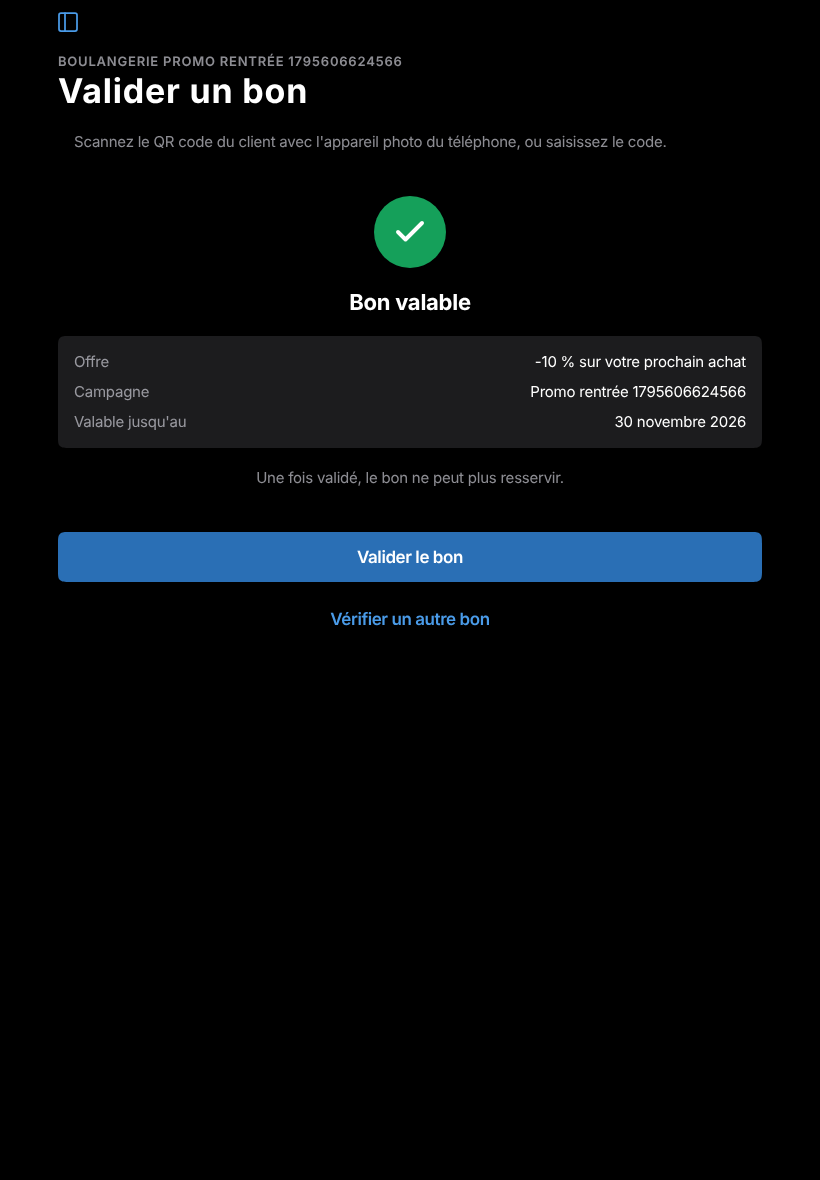 BOULANGERIE PROMO RENTRÉE 1795606624566
Valider un bon
Scannez le QR code du client avec l'appareil photo du téléphone, ou saisissez le code.
Bon valable
Offre -10 % sur votre prochain achat
Campagne Promo rentrée 1795606624566
Valable jusqu'au 30 novembre 2026
Une fois validé, le bon ne peut plus resservir.
Valider le bon
Vérifier un autre bon